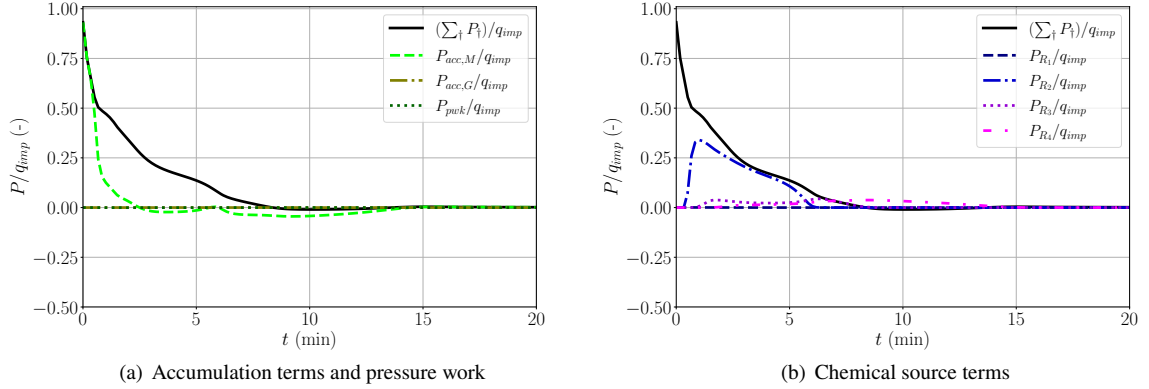 1.00
0.75
0.50
0.25
0.00
−0.25
−0.50
P/q_imp (-)
0
5
10
15
20
t (min)
(∑_† P_†)/q_imp
P_acc,M/q_imp
P_acc,G/q_imp
P_pwk/q_imp
(a) Accumulation terms and pressure work
1.00
0.75
0.50
0.25
0.00
−0.25
−0.50
P/q_imp (-)
0
5
10
15
20
t (min)
(∑_† P_†)/q_imp
P_R₁/q_imp
P_R₂/q_imp
P_R₃/q_imp
P_R₄/q_imp
(b) Chemical source terms